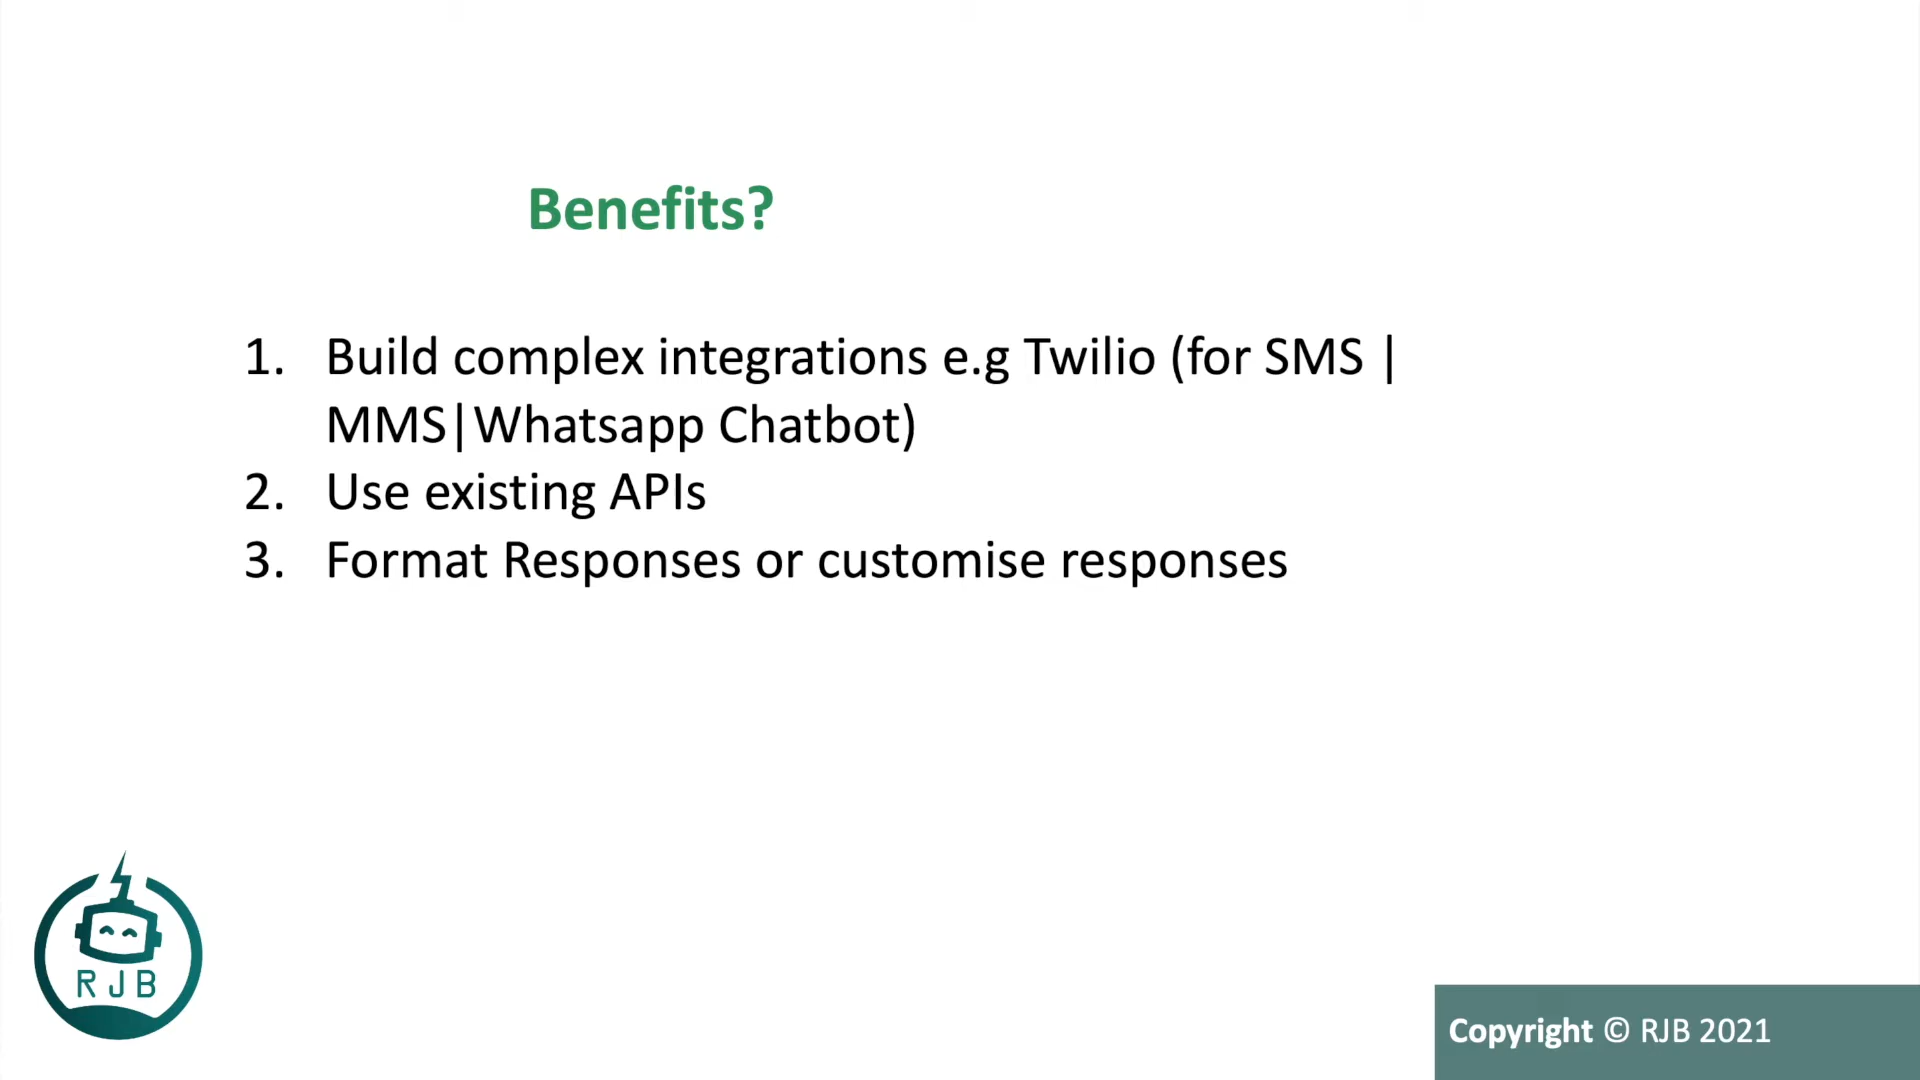 Benefits?
1. Build complex integrations e.g Twilio (for SMS |
MMS|Whatsapp Chatbot)
2. Use existing APIs
3. Format Responses or customise responses
RJB
Copyright © RJB 2021